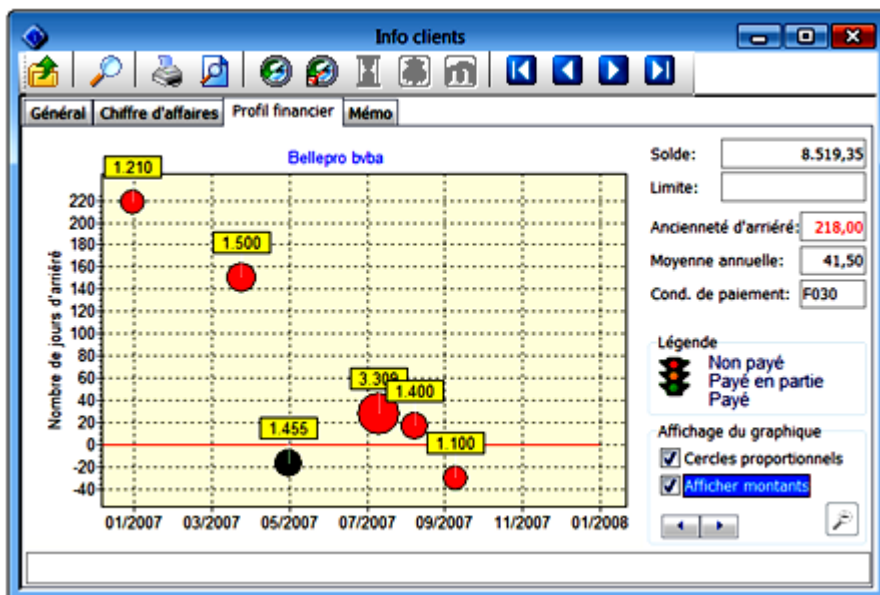 Info clients
Général
Chiffre d'affaires
Profil financier
Mémo
Bellepro bvba
Nombre de jours d'arriéré
220
200
180
160
140
120
100
80
60
40
20
0
-20
-40
1.210
1.500
1.455
1.400
1.100
01/2007 03/2007 05/2007 07/2007 09/2007 11/2007 01/2008
Solde: 8.519,35
Limite:
Ancienneté d'arriéré: 218,00
Moyenne annuelle: 41,50
Cond. de paiement: F030
Légende
Non payé
Payé en partie
Payé
Affichage du graphique
Cercles proportionnels
Afficher montants